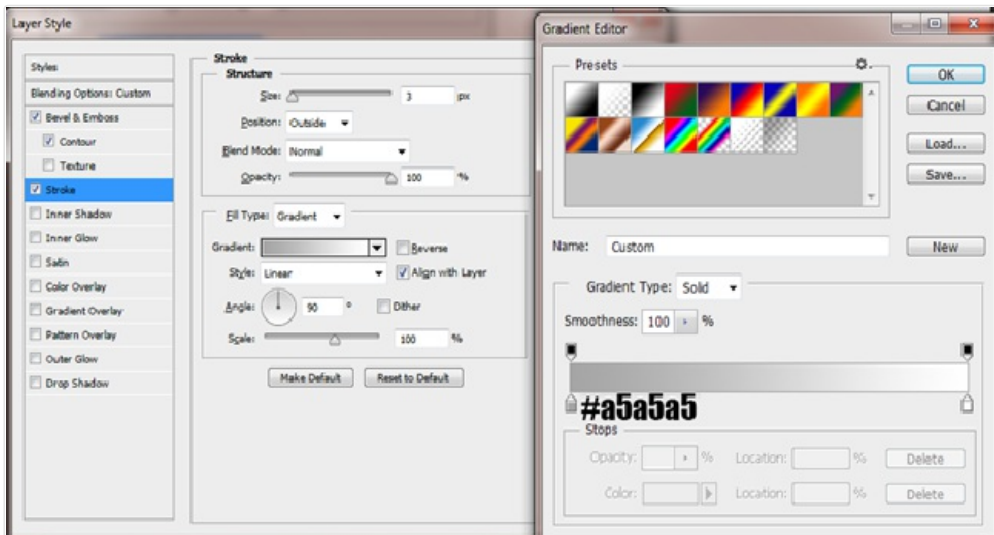 Layer Style
Styles
Blending Options: Custom
Bevel & Emboss
Contour
Texture
Stroke
Inner Shadow
Inner Glow
Satin
Color Overlay
Gradient Overlay
Pattern Overlay
Outer Glow
Drop Shadow
Stroke
Structure
Size: 3 px
Position: Outside
Blend Mode: Normal
Opacity: 100 %
Fill Type: Gradient
Gradient: Reverse
Style: Linear Align with Layer
Angle: 90 ° Dither
Scale: 100 %
Make Default Reset to Default
Gradient Editor
Presets
OK
Cancel
Load...
Save...
Name: Custom New
Gradient Type: Solid
Smoothness: 100 %
#a5a5a5
Stops
Opacity: % Location: % Delete
Color: Location: % Delete